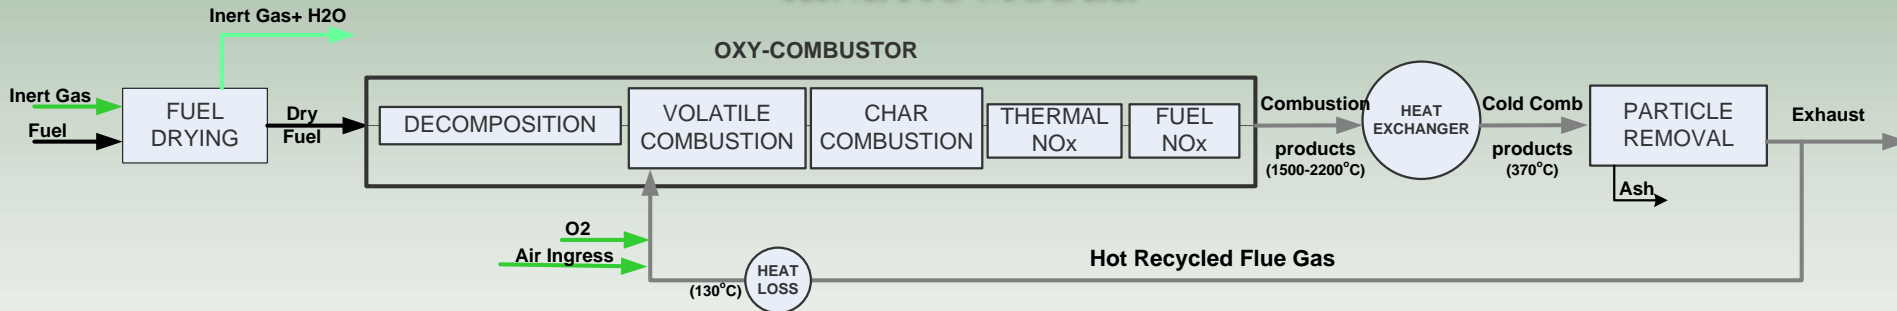 Inert Gas+ H2O
OXY-COMBUSTOR
Inert Gas
Fuel
FUEL
DRYING
Dry
Fuel
DECOMPOSITION
VOLATILE
COMBUSTION
CHAR
COMBUSTION
THERMAL
NOx
FUEL
NOx
Combustion
products
(1500-2200°C)
HEAT
EXCHANGER
Cold Comb
products
(370°C)
PARTICLE
REMOVAL
Exhaust
Ash
O2
Air Ingress
(130°C)
HEAT
LOSS
Hot Recycled Flue Gas